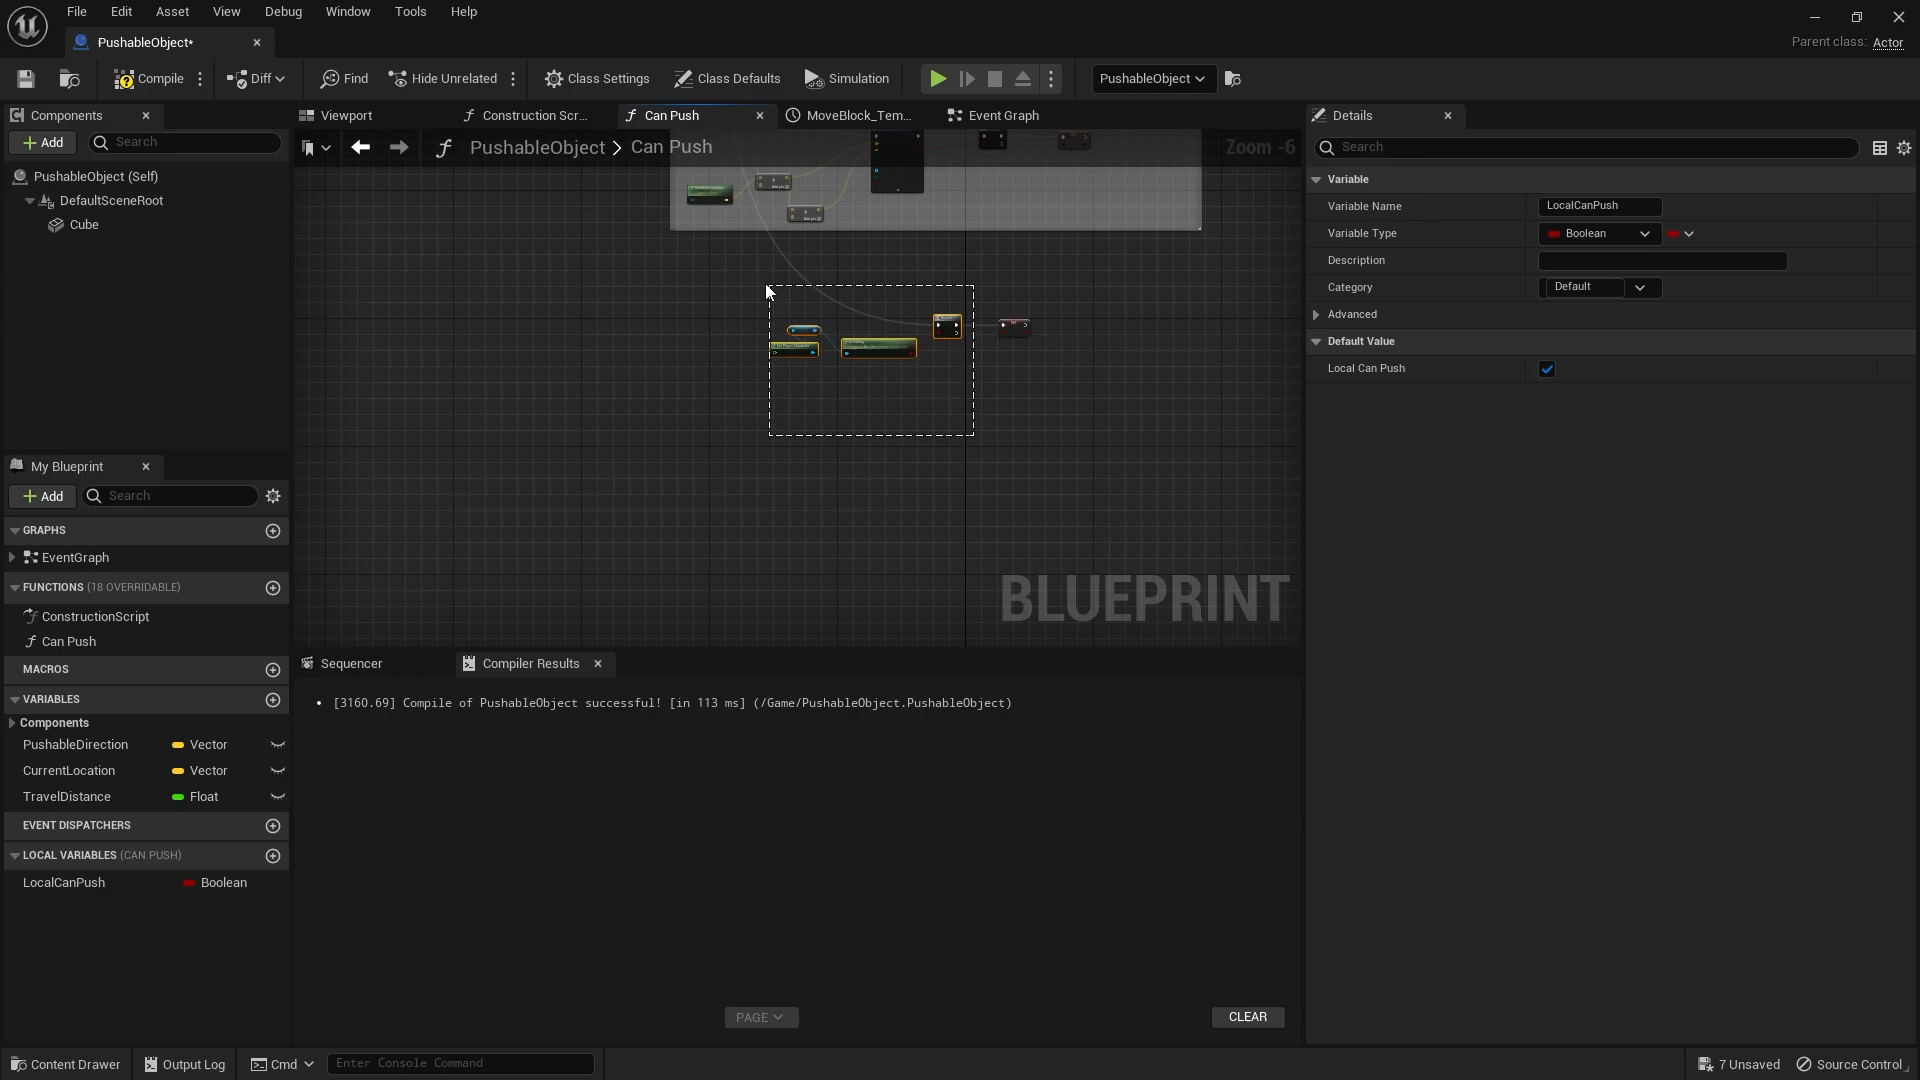 File Edit Asset View Debug Window Tools Help
PushableObject*
Parent class: Actor
Compile Diff Find Hide Unrelated Class Settings Class Defaults Simulation PushableObject
Components
Add Search
PushableObject (Self)
DefaultSceneRoot
Cube
Viewport Construction Scr... Can Push MoveBlock_Tem... Event Graph
PushableObject > Can Push
Zoom -6
BLUEPRINT
My Blueprint
Add Search
GRAPHS
EventGraph
FUNCTIONS (18 OVERRIDABLE)
ConstructionScript
Can Push
MACROS
VARIABLES
Components
PushableDirection Vector
CurrentLocation Vector
TravelDistance Float
EVENT DISPATCHERS
LOCAL VARIABLES (CAN PUSH)
LocalCanPush Boolean
Sequencer Compiler Results
[3160.69] Compile of PushableObject successful! [in 113 ms] (/Game/PushableObject.PushableObject)
PAGE
CLEAR
Details
Search
Variable
Variable Name LocalCanPush
Variable Type Boolean
Description
Category Default
Advanced
Default Value
Local Can Push
Content Drawer Output Log Cmd Enter Console Command
7 Unsaved Source Control